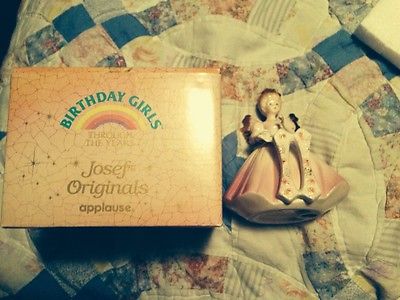 BIRTHDAY GIRLS
THROUGH
THE YEARS
Josef
Originals
applause